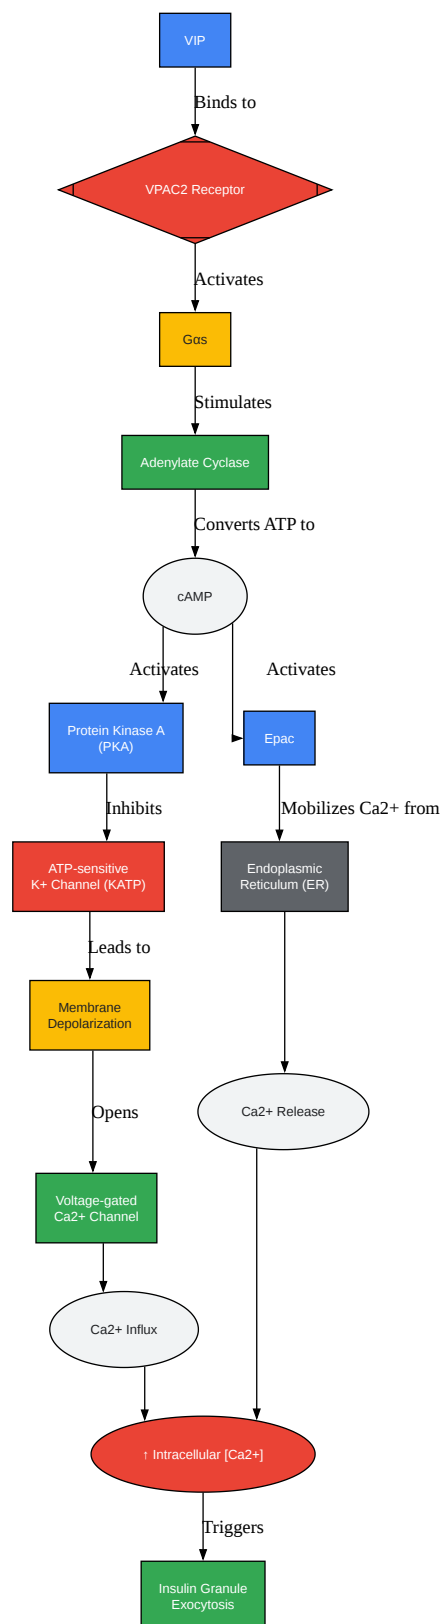 VIP
Binds to
VPAC2 Receptor
Activates
Gαs
Stimulates
Adenylate Cyclase
Converts ATP to
cAMP
Activates
Activates
Protein Kinase A
(PKA)
Epac
Inhibits
Mobilizes Ca2+ from
ATP-sensitive
K+ Channel (KATP)
Endoplasmic
Reticulum (ER)
Leads to
Membrane
Depolarization
Opens
Ca2+ Release
Voltage-gated
Ca2+ Channel
Ca2+ Influx
↑ Intracellular [Ca2+]
Triggers
Insulin Granule
Exocytosis